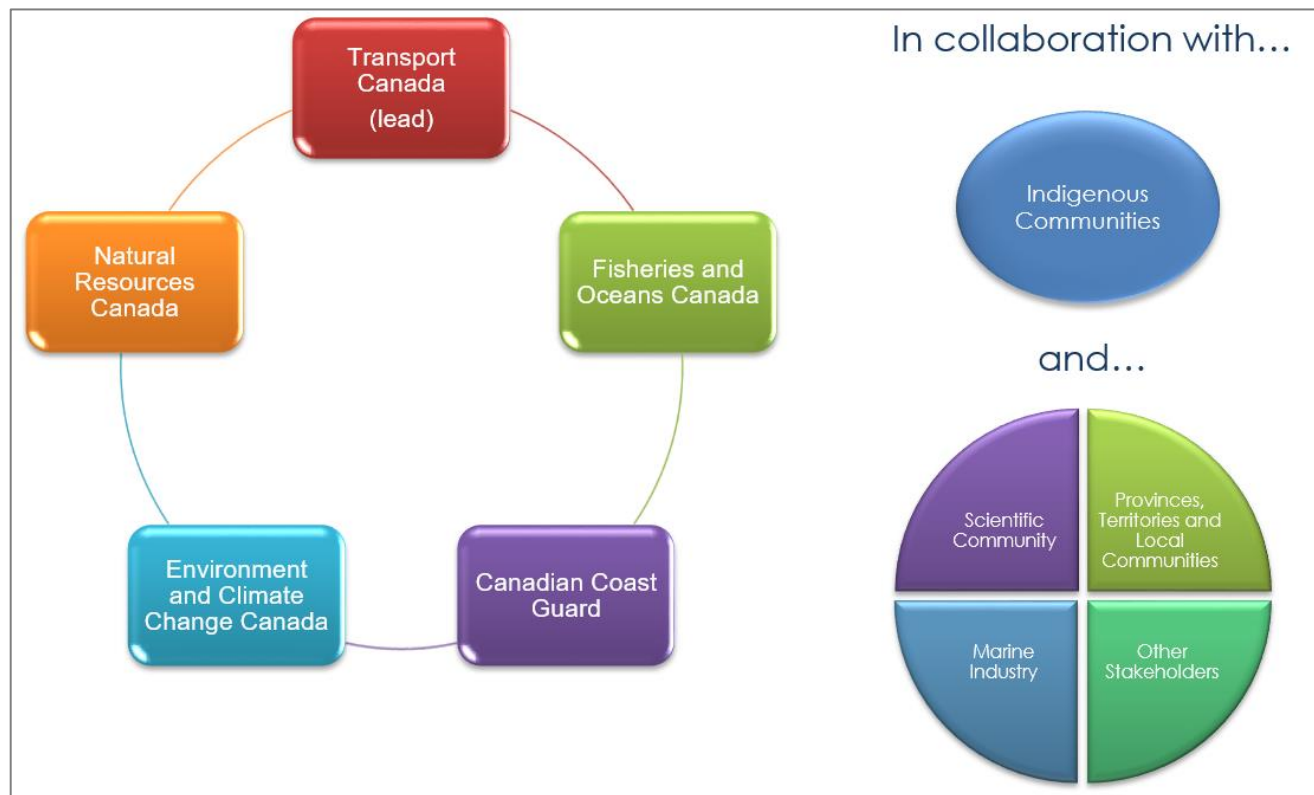 Transport
Canada
(lead)
Natural
Resources
Canada
Fisheries and
Oceans Canada
Environment
and Climate
Change Canada
Canadian Coast
Guard
In collaboration with...
Indigenous
Communities
and...
Scientific
Community
Provinces,
Territories and
Local
Communities
Marine
Industry
Other
Stakeholders